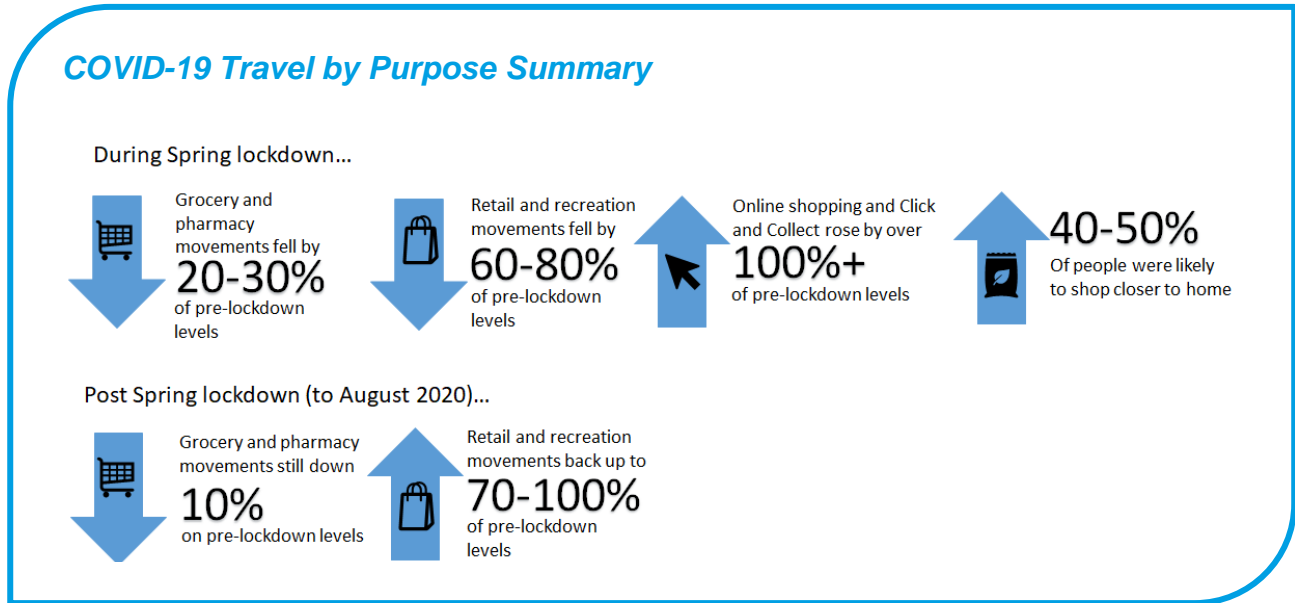 COVID-19 Travel by Purpose Summary
During Spring lockdown...
Grocery and
pharmacy
movements fell by
20-30%
of pre-lockdown
levels
Retail and recreation
movements fell by
60-80%
of pre-lockdown
levels
Online shopping and Click
and Collect rose by over
100%+
of pre-lockdown levels
40-50%
Of people were likely
to shop closer to home
Post Spring lockdown (to August 2020)...
Grocery and pharmacy
movements still down
10%
on pre-lockdown levels
Retail and recreation
movements back up to
70-100%
of pre-lockdown
levels